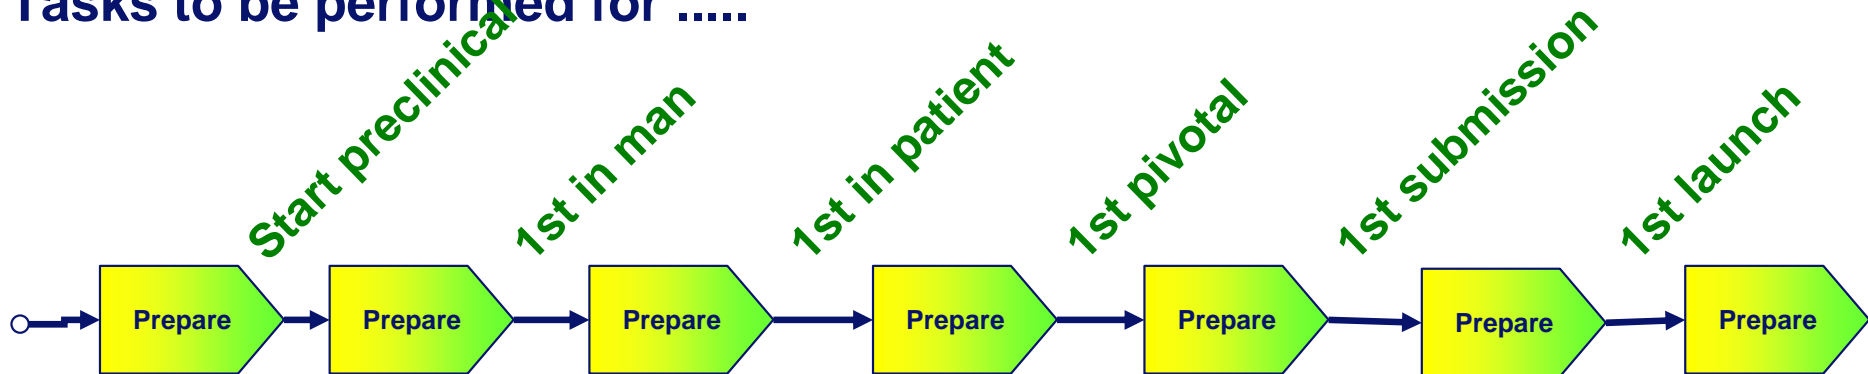 Tasks to be performed for .....
Start preclinical
1st in man
1st in patient
1st pivotal
1st submission
1st launch
Prepare
Prepare
Prepare
Prepare
Prepare
Prepare
Prepare